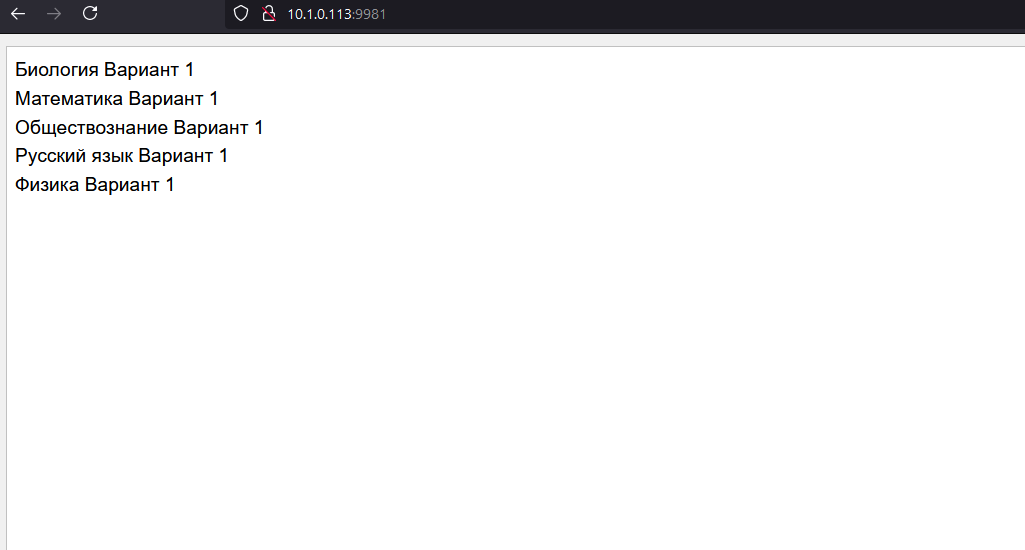 10.1.0.113:9981
Биология Вариант 1
Математика Вариант 1
Обществознание Вариант 1
Русский язык Вариант 1
Физика Вариант 1